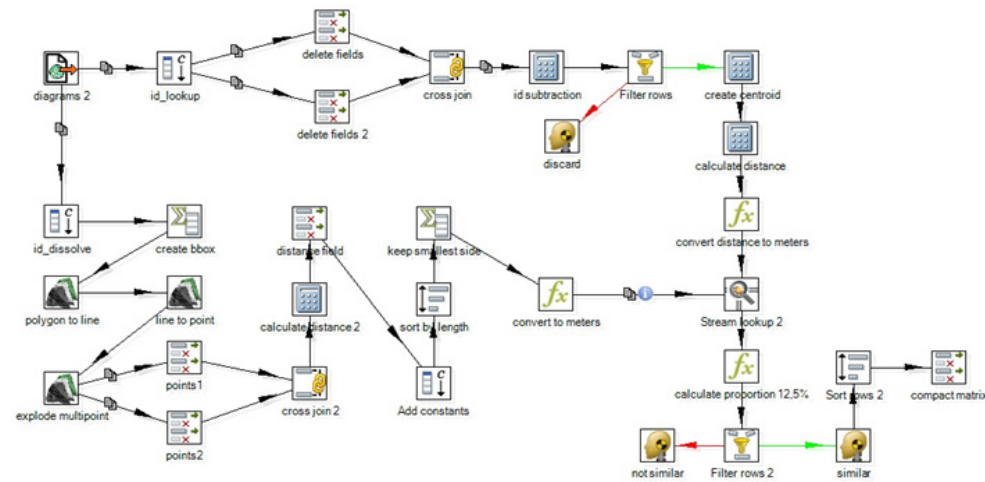 delete fields
diagrams 2
id_lookup
cross join
id subtraction
Filter rows
create centroid
delete fields 2
discard
calculate distance
id_dissolve
create bbox
distance field
keep smallest side
convert distance to meters
polygon to line
line to point
calculate distance 2
sort by length
convert to meters
Stream lookup 2
explode multipoint
points1
cross join 2
Add constants
calculate proportion 12,5%
Sort rows 2
compact matrix
points2
not similar
Filter rows 2
similar